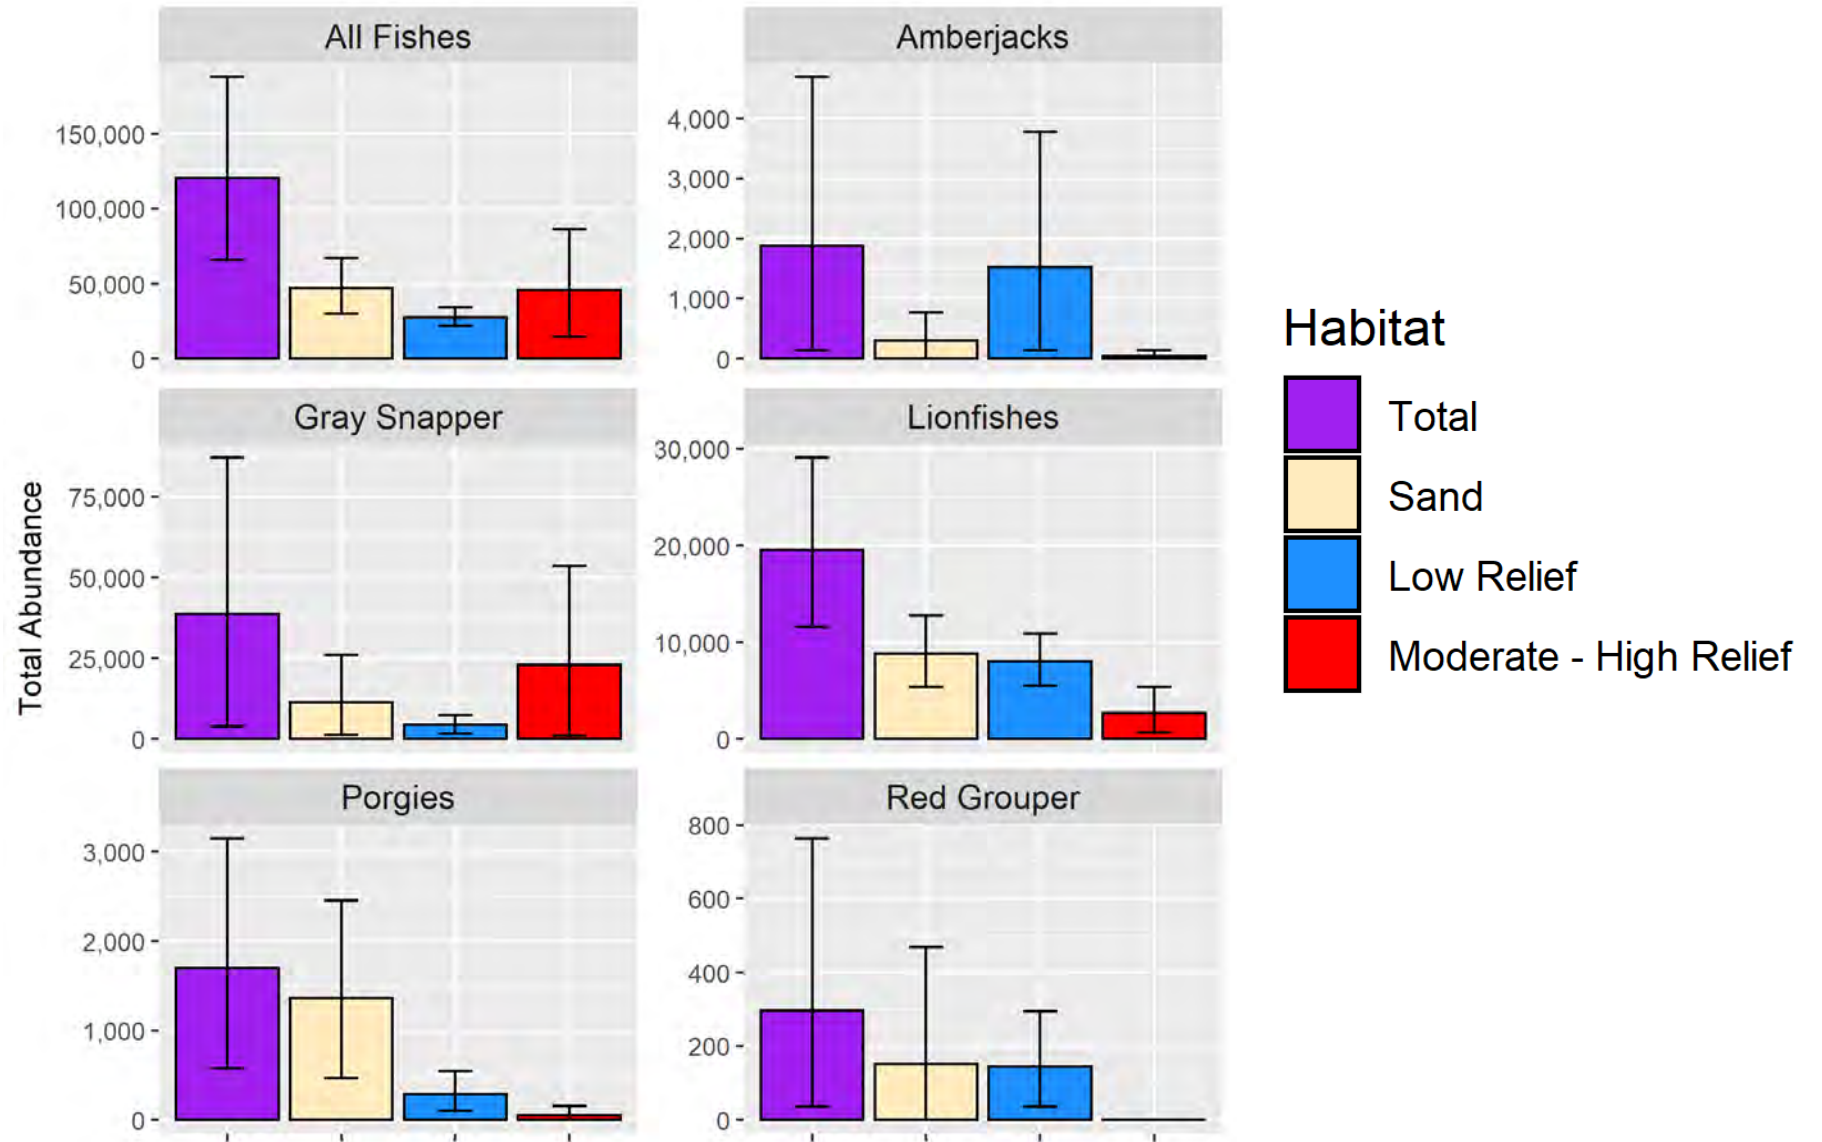 All Fishes
Amberjacks
150,000
100,000
50,000
0
4,000
3,000
2,000
1,000
0
Gray Snapper
Lionfishes
75,000
50,000
25,000
0
30,000
20,000
10,000
0
Total Abundance
Porgies
Red Grouper
3,000
2,000
1,000
0
800
600
400
200
0
Habitat
Total
Sand
Low Relief
Moderate - High Relief